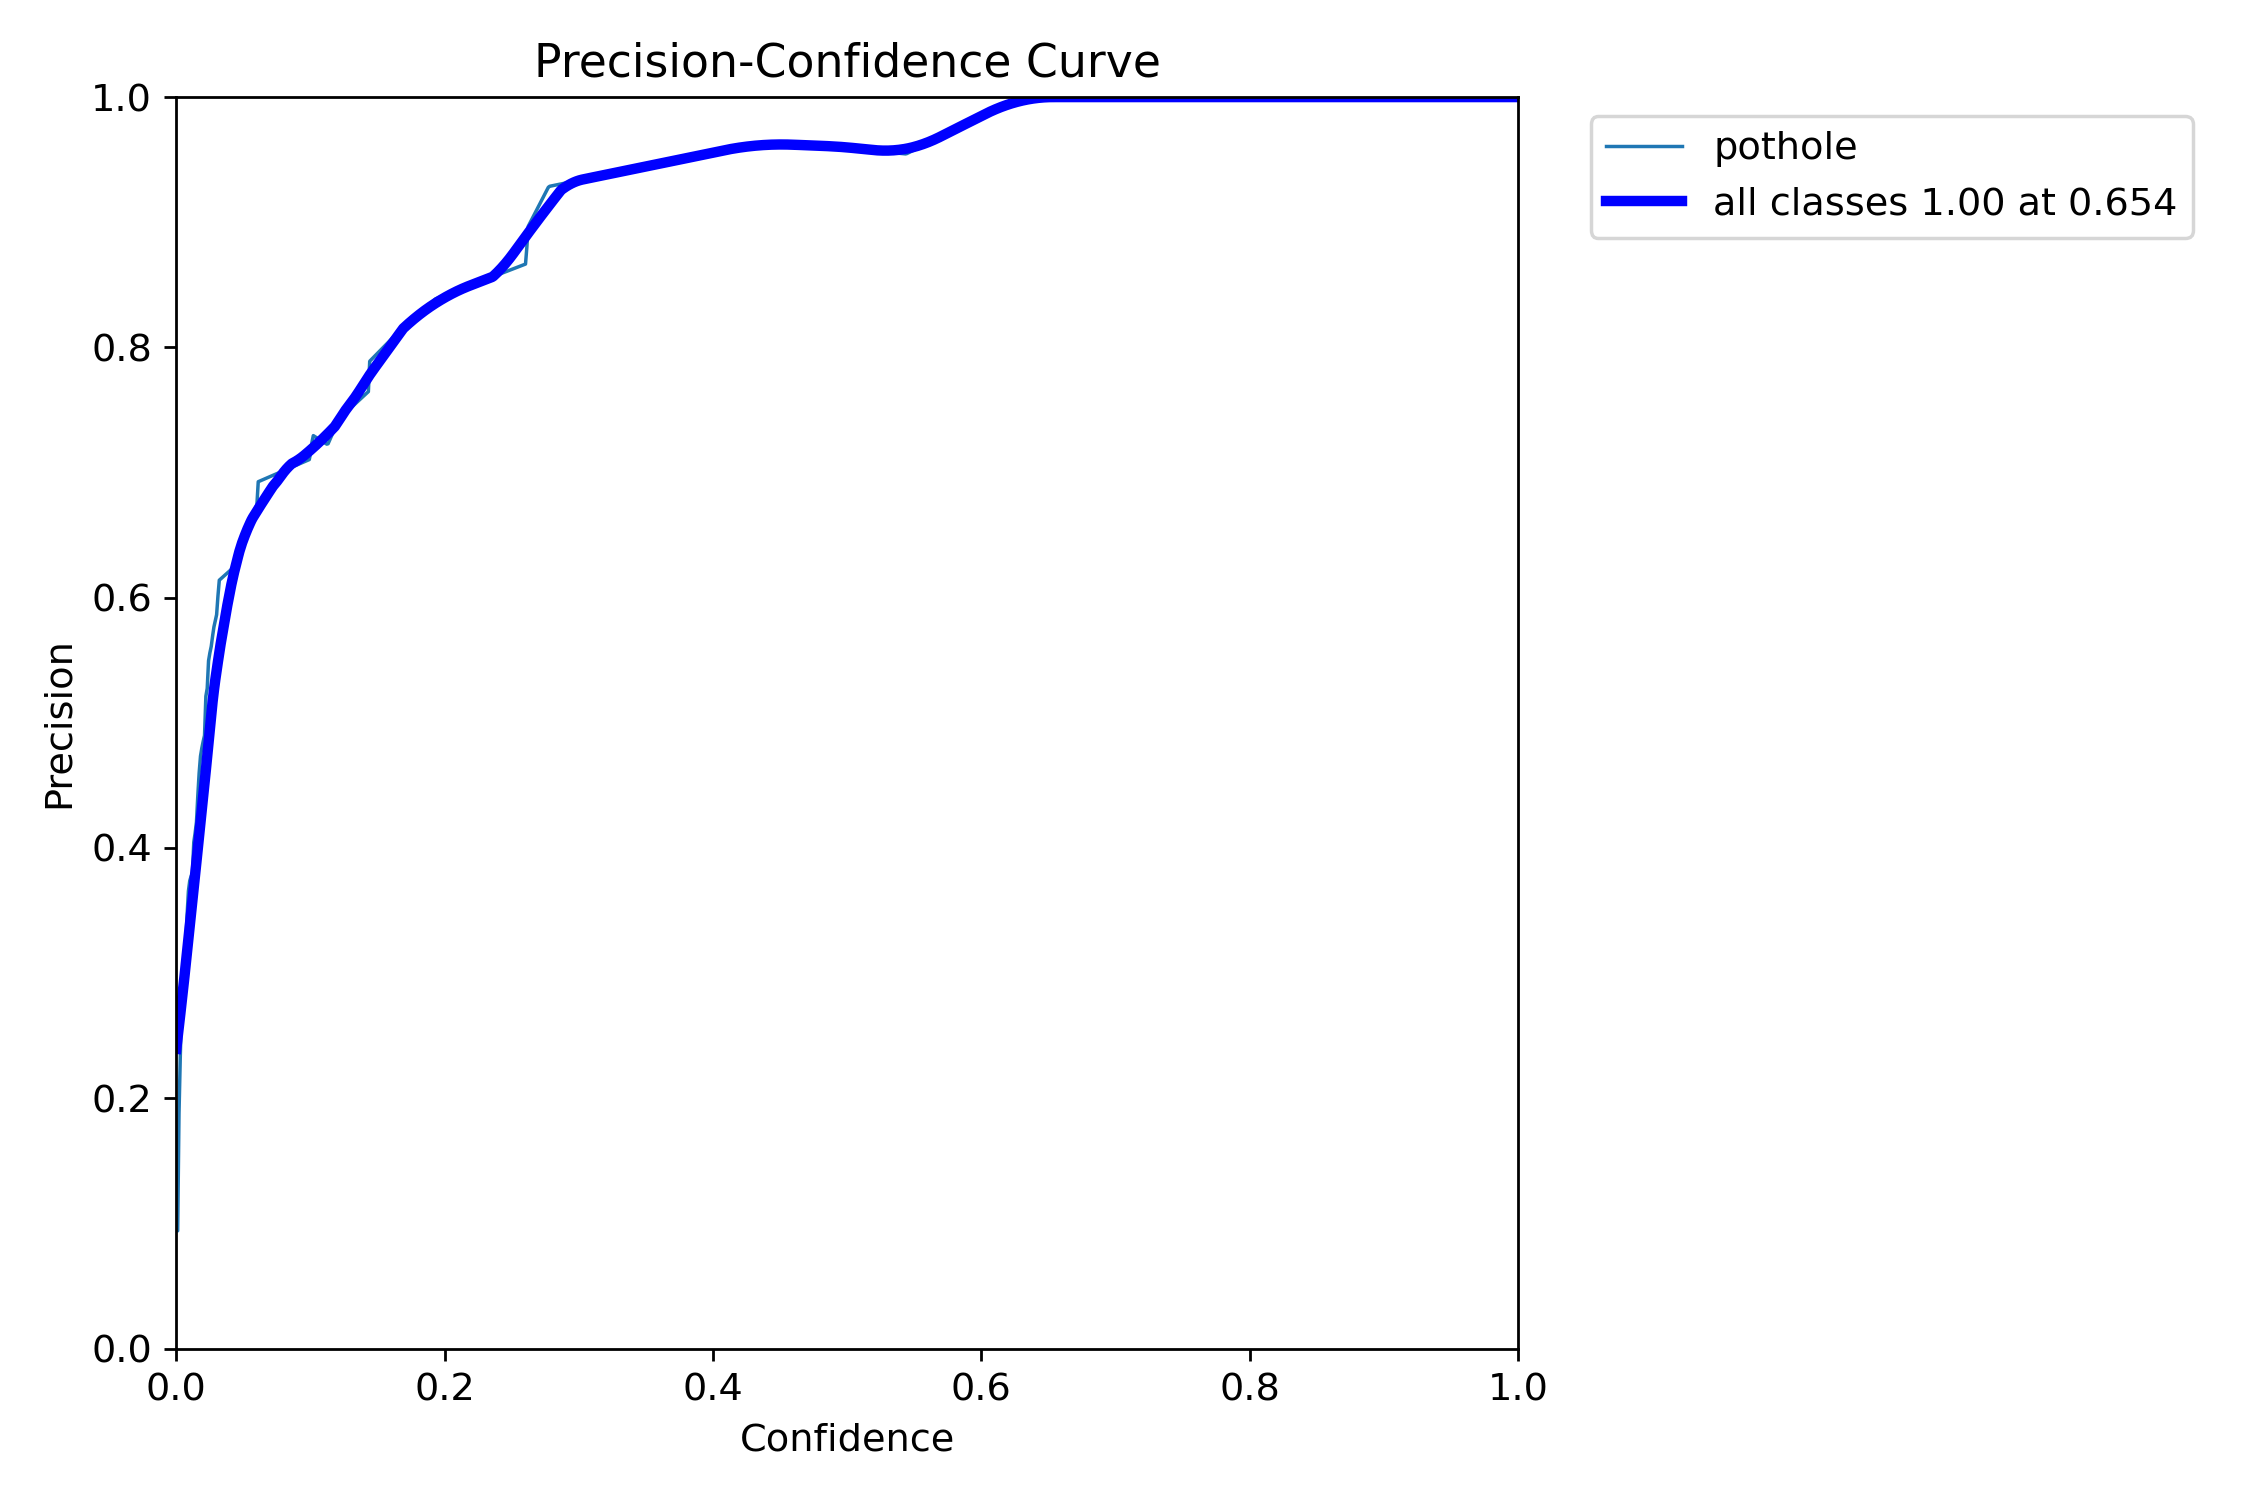 Precision-Confidence Curve
1.0
0.8
0.6
0.4
0.2
0.0
Precision
0.0 0.2 0.4 0.6 0.8 1.0
Confidence
pothole
all classes 1.00 at 0.654